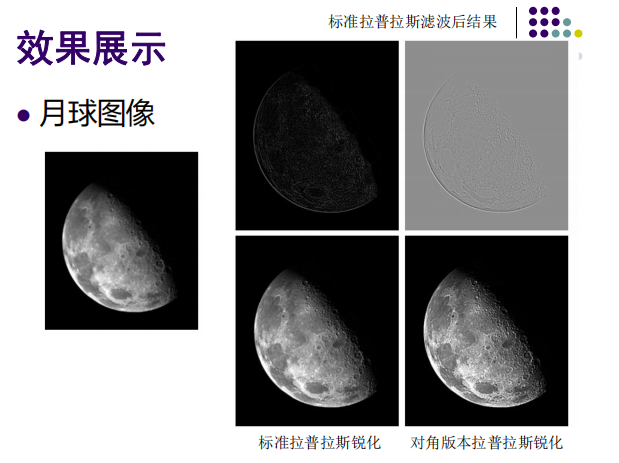 标准拉普拉斯滤波后结果
效果展示
月球图像
标准拉普拉斯锐化
对角版本拉普拉斯锐化